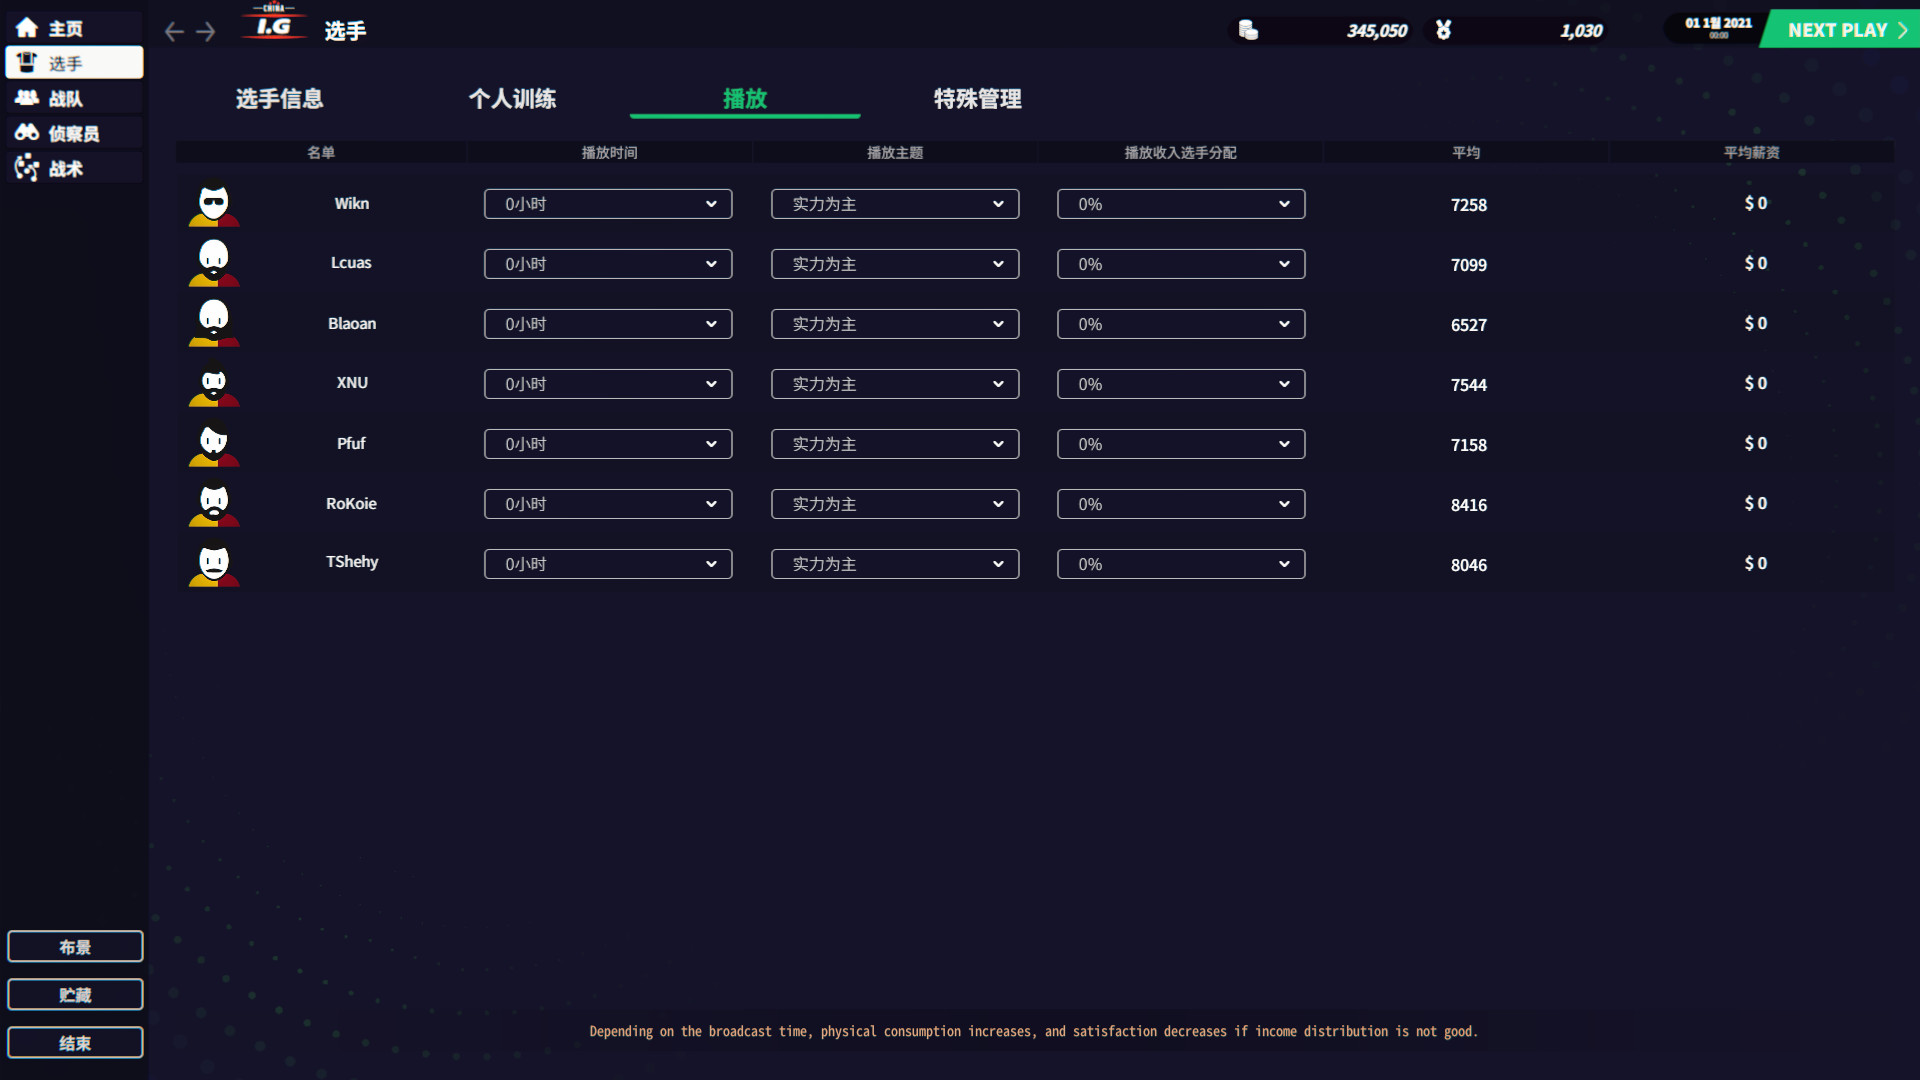 主页
选手
战队
侦察员
战术
CHINA
I.G
选手
345,050
1,030
01 1월 2021
00:00
NEXT PLAY
选手信息 个人训练 播放 特殊管理
名单 播放时间 播放主题 播放收入选手分配 平均 平均薪资
Wikn 0小时 实力为主 0% 7258 $ 0
Lcuas 0小时 实力为主 0% 7099 $ 0
Blaoan 0小时 实力为主 0% 6527 $ 0
XNU 0小时 实力为主 0% 7544 $ 0
Pfuf 0小时 实力为主 0% 7158 $ 0
RoKoie 0小时 实力为主 0% 8416 $ 0
TShehy 0小时 实力为主 0% 8046 $ 0
布景
贮藏
结束
Depending on the broadcast time, physical consumption increases, and satisfaction decreases if income distribution is not good.